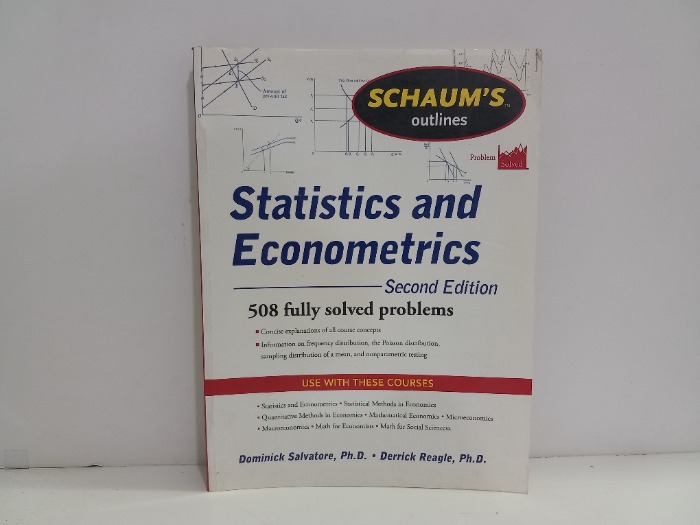 SCHAUM'S
outlines
Problem
Solved
Statistics and
Econometrics
Second Edition
508 fully solved problems
Concise explanations of all course concepts
Information on frequency distribution, the Poisson distribution,
sampling distribution of a mean, and nonparametric testing
USE WITH THESE COURSES
• Statistics and Econometrics • Statistical Methods in Economics
• Quantitative Methods in Economics • Mathematical Economics • Microeconomics
• Macroeconomics • Math for Economists • Math for Social Sciences
Dominick Salvatore, Ph.D. • Derrick Reagle, Ph.D.